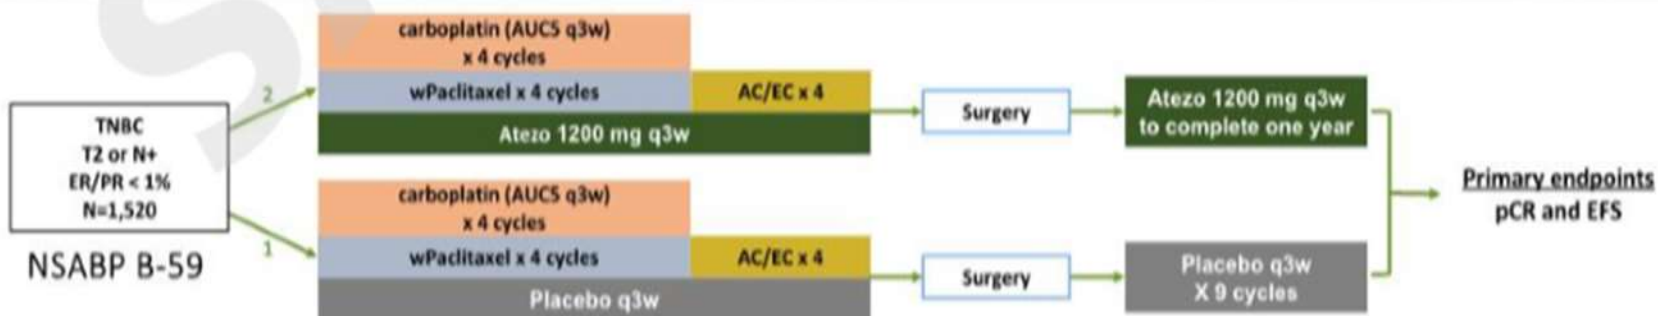 TNBC
T2 or N+
ER/PR < 1%
N=1,520
NSABP B-59
2
1
carboplatin (AUC5 q3w)
x 4 cycles
wPaclitaxel x 4 cycles
AC/EC x 4
Atezo 1200 mg q3w
Surgery
Atezo 1200 mg q3w
to complete one year
carboplatin (AUC5 q3w)
x 4 cycles
wPaclitaxel x 4 cycles
AC/EC x 4
Placebo q3w
Surgery
Placebo q3w
X 9 cycles
Primary endpoints
pCR and EFS